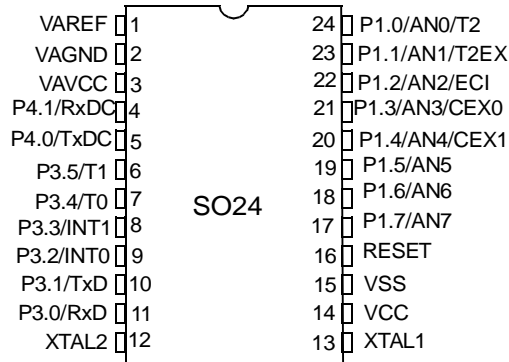 VAREF 1 24 P1.0/AN0/T2
VAGND 2 23 P1.1/AN1/T2EX
VAVCC 3 22 P1.2/AN2/ECI
P4.1/RxDC 4 21 P1.3/AN3/CEX0
P4.0/TxDC 5 20 P1.4/AN4/CEX1
P3.5/T1 6 19 P1.5/AN5
P3.4/T0 7 18 P1.6/AN6
SO24
P3.3/INT1 8 17 P1.7/AN7
P3.2/INT0 9 16 RESET
P3.1/TxD 10 15 VSS
P3.0/RxD 11 14 VCC
XTAL2 12 13 XTAL1